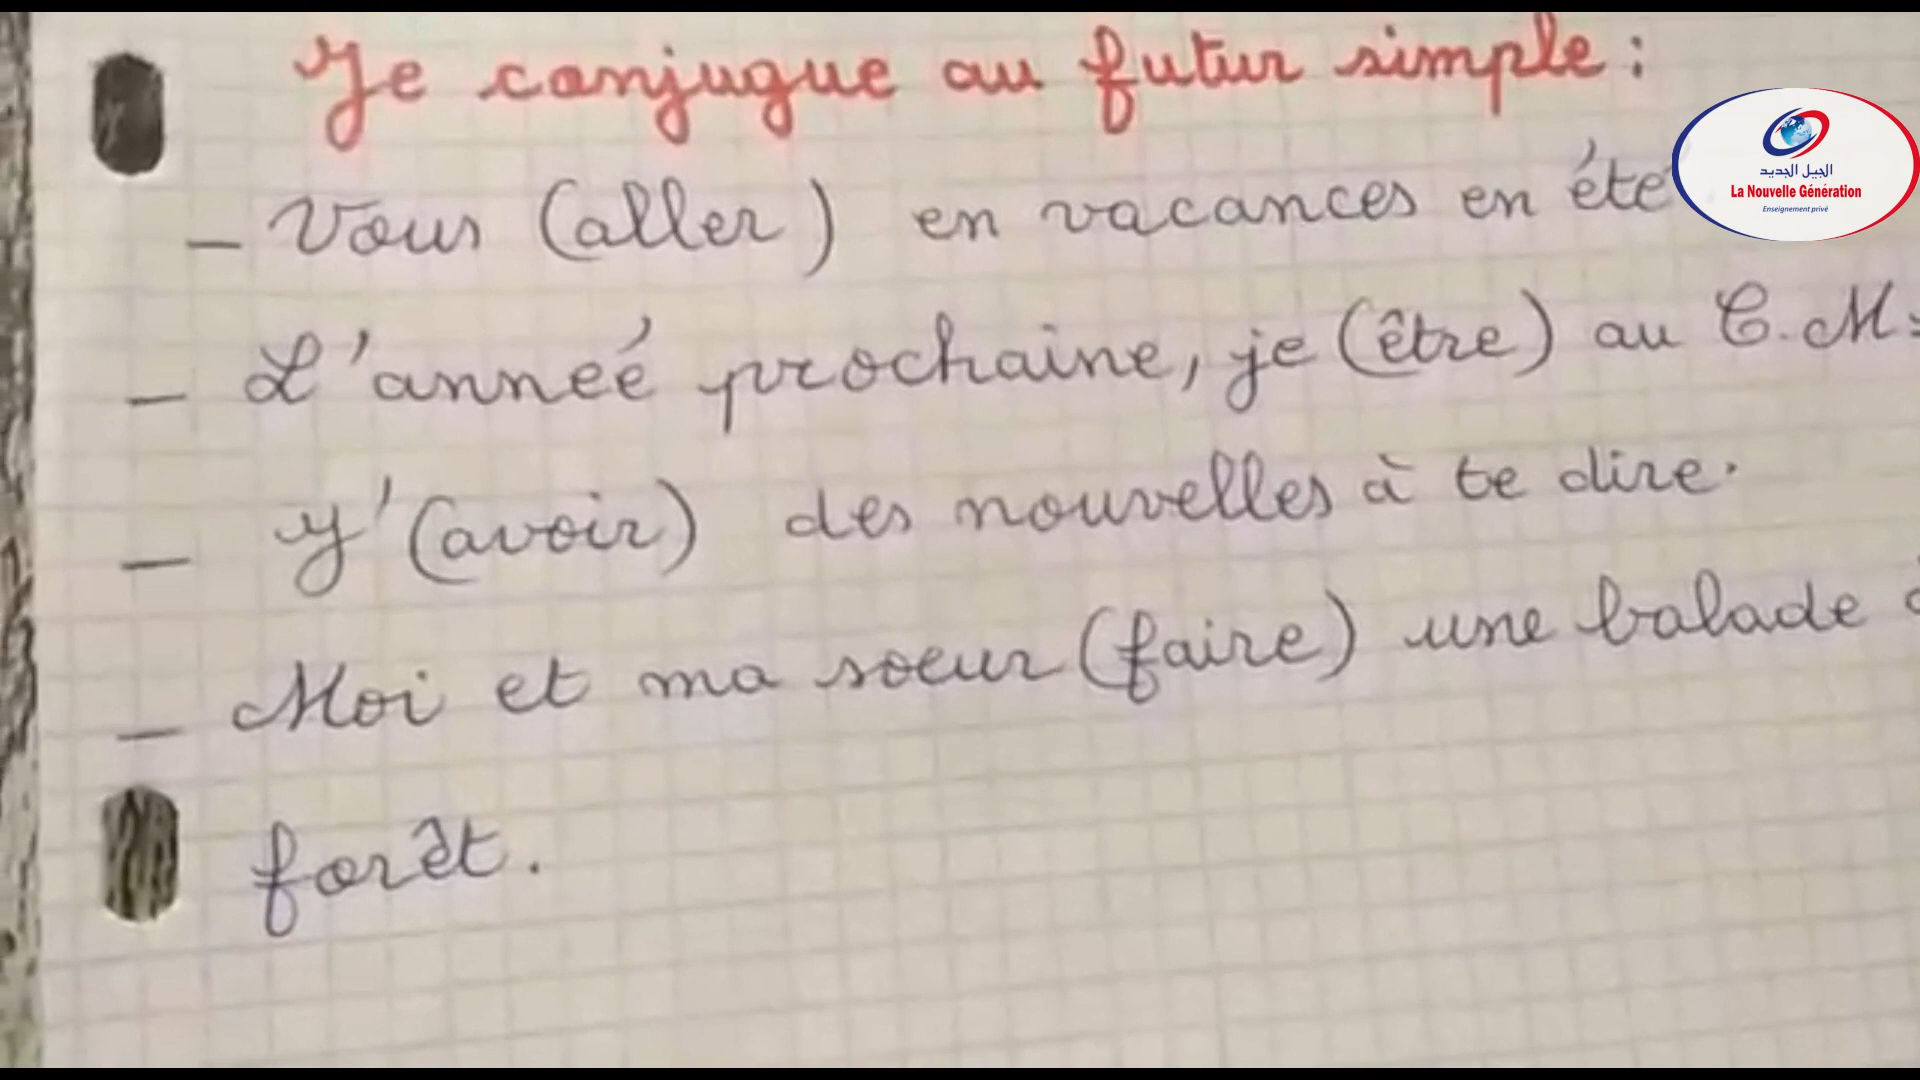 Je conjugue au futur simple :
- Vous (aller) en vacances en été
الجيل الجديد
La Nouvelle Génération
Enseignement privé
- L'anneé prochaine, je (être) au C.M
- J'(avoir) des nouvelles à te dire.
- Moi et ma soeur (faire) une balade
forêt.